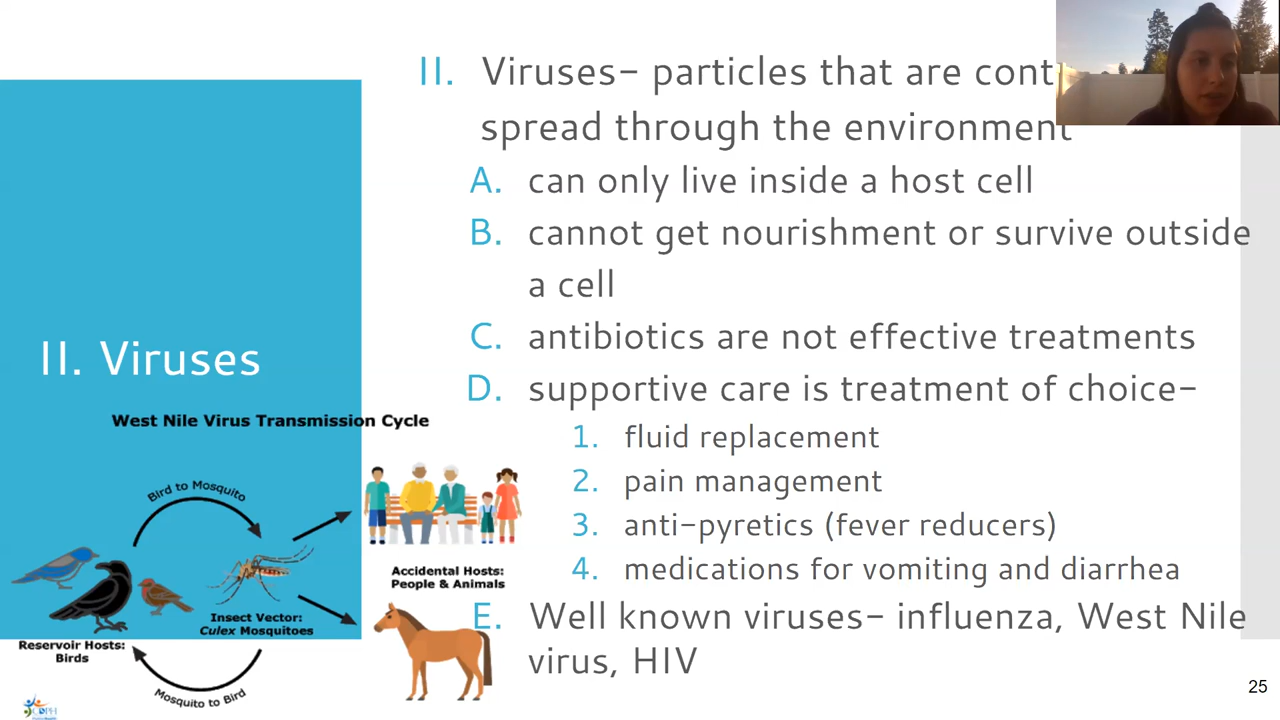 II. Viruses- particles that are
spread through the environment
A. can only live inside a host cell
B. cannot get nourishment or survive outside
a cell
C. antibiotics are not effective treatments
D. supportive care is treatment of choice-
1. fluid replacement
2. pain management
3. anti-pyretics (fever reducers)
4. medications for vomiting and diarrhea
E. Well known viruses- influenza, West Nile
virus, HIV
II. Viruses
West Nile Virus Transmission Cycle
Bird to Mosquito
Accidental Hosts:
People & Animals
Insect Vector:
Culex Mosquitoes
Reservoir Hosts:
Birds
Mosquito to Bird
25